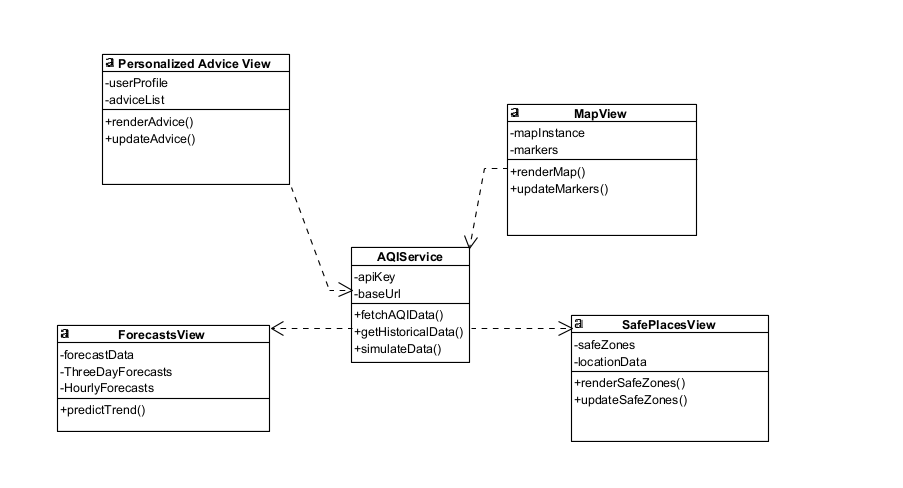 a Personalized Advice View
-userProfile
-adviceList
+renderAdvice()
+updateAdvice()
a MapView
-mapInstance
-markers
+renderMap()
+updateMarkers()
AQIService
-apiKey
-baseUrl
+fetchAQIData()
+getHistoricalData()
+simulateData()
a ForecastsView
-forecastData
-ThreeDayForecasts
-HourlyForecasts
+predictTrend()
a SafePlacesView
-safeZones
-locationData
+renderSafeZones()
+updateSafeZones()